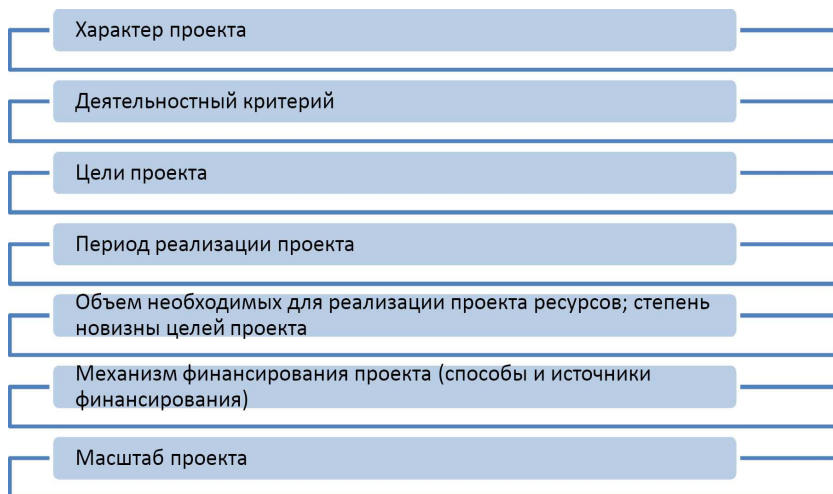 Характер проекта
Деятельностный критерий
Цели проекта
Период реализации проекта
Объем необходимых для реализации проекта ресурсов; степень
новизны целей проекта
Механизм финансирования проекта (способы и источники
финансирования)
Масштаб проекта